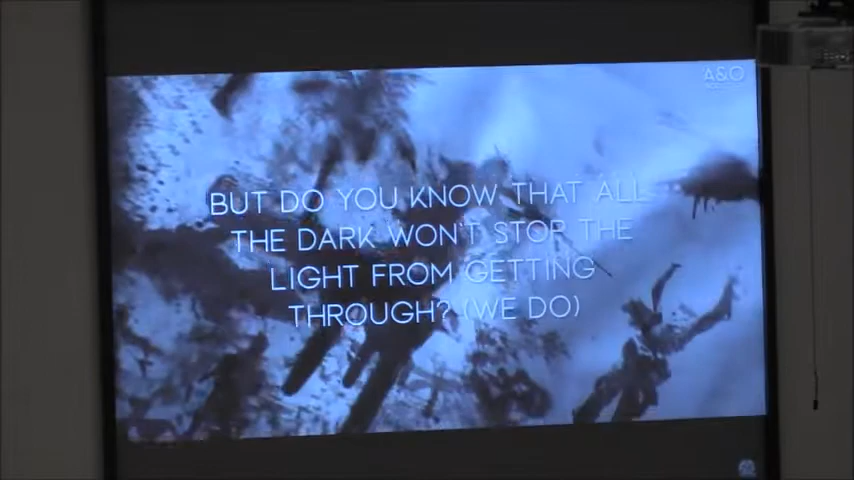 A&O
BUT DO YOU KNOW THAT ALL
THE DARK WON'T STOP THE
LIGHT FROM GETTING
THROUGH? (WE DO)